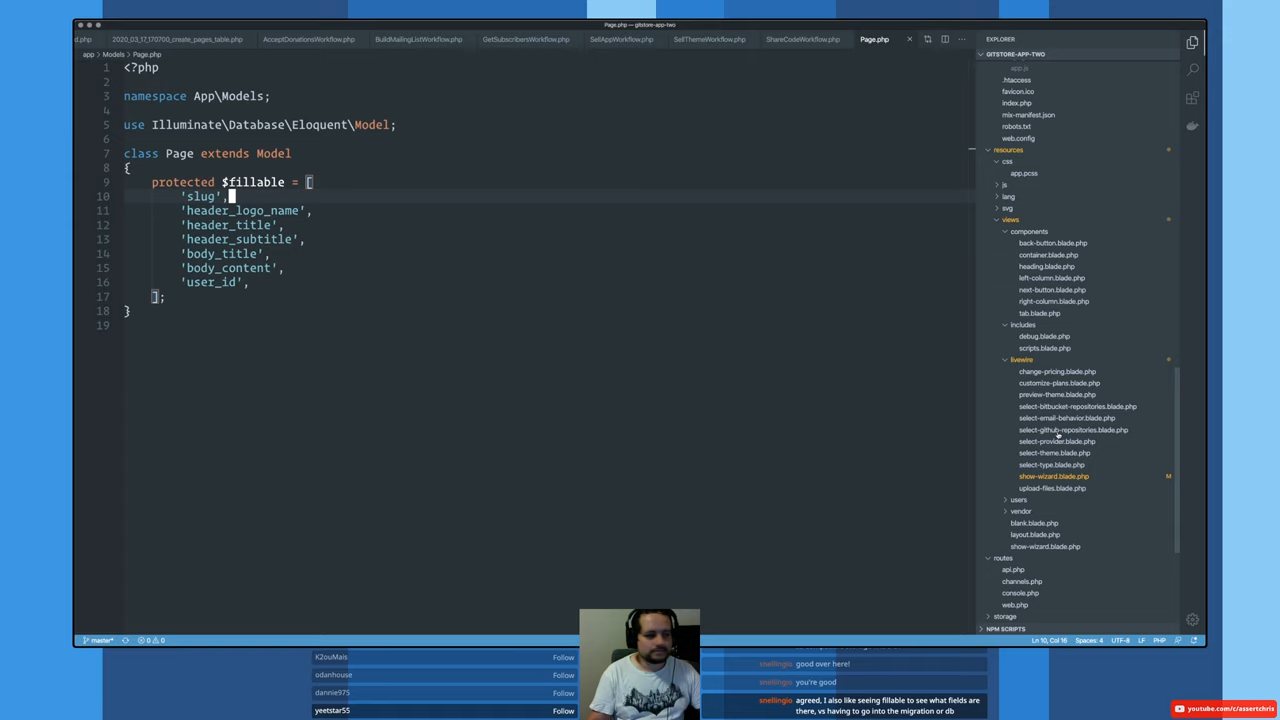 Page.php — gitstore-app-two
d.php
2020_03_17_170700_create_pages_table.php
AcceptDonationsWorkflow.php
BuildMailingListWorkflow.php
GetSubscribersWorkflow.php
SellAppWorkflow.php
SellThemeWorkflow.php
ShareCodeWorkflow.php
Page.php
app > Models > Page.php
1 <?php
2
3 namespace App\Models;
4
5 use Illuminate\Database\Eloquent\Model;
6
7 class Page extends Model
8 {
9 protected $fillable = [
10 'slug',
11 'header_logo_name',
12 'header_title',
13 'header_subtitle',
14 'body_title',
15 'body_content',
16 'user_id',
17 ];
18 }
19
EXPLORER
GITSTORE-APP-TWO
app.js
.htaccess
favicon.ico
index.php
mix-manifest.json
robots.txt
web.config
resources
css
app.pcss
js
lang
svg
views
components
back-button.blade.php
container.blade.php
heading.blade.php
left-column.blade.php
next-button.blade.php
right-column.blade.php
tab.blade.php
includes
debug.blade.php
scripts.blade.php
livewire
change-pricing.blade.php
customize-plans.blade.php
preview-theme.blade.php
select-bitbucket-repositories.blade.php
select-email-behavior.blade.php
select-github-repositories.blade.php
select-provider.blade.php
select-theme.blade.php
select-type.blade.php
show-wizard.blade.php M
upload-files.blade.php
users
vendor
blank.blade.php
layout.blade.php
show-wizard.blade.php
routes
api.php
channels.php
console.php
web.php
storage
NPM SCRIPTS
master* 0 0
Ln 10, Col 16 Spaces: 4 UTF-8 LF PHP
K2ouMais Follow
odanhouse Follow
dannie975 Follow
yeetstar55 Follow
snellingio good over here!
snellingio you're good
snellingio agreed, I also like seeing fillable to see what fields are
there, vs having to go into the migration or db
youtube.com/c/assertchris